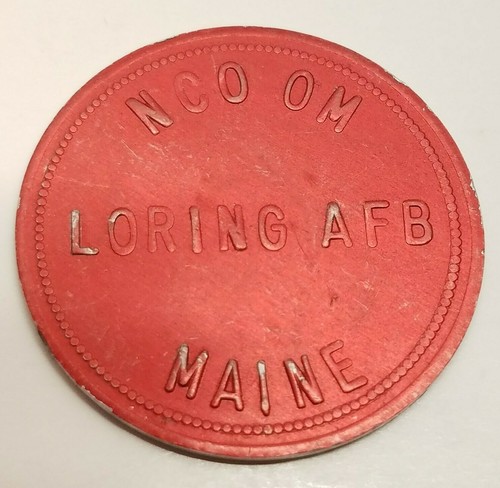 NCO OM
LORING AFB
MAINE